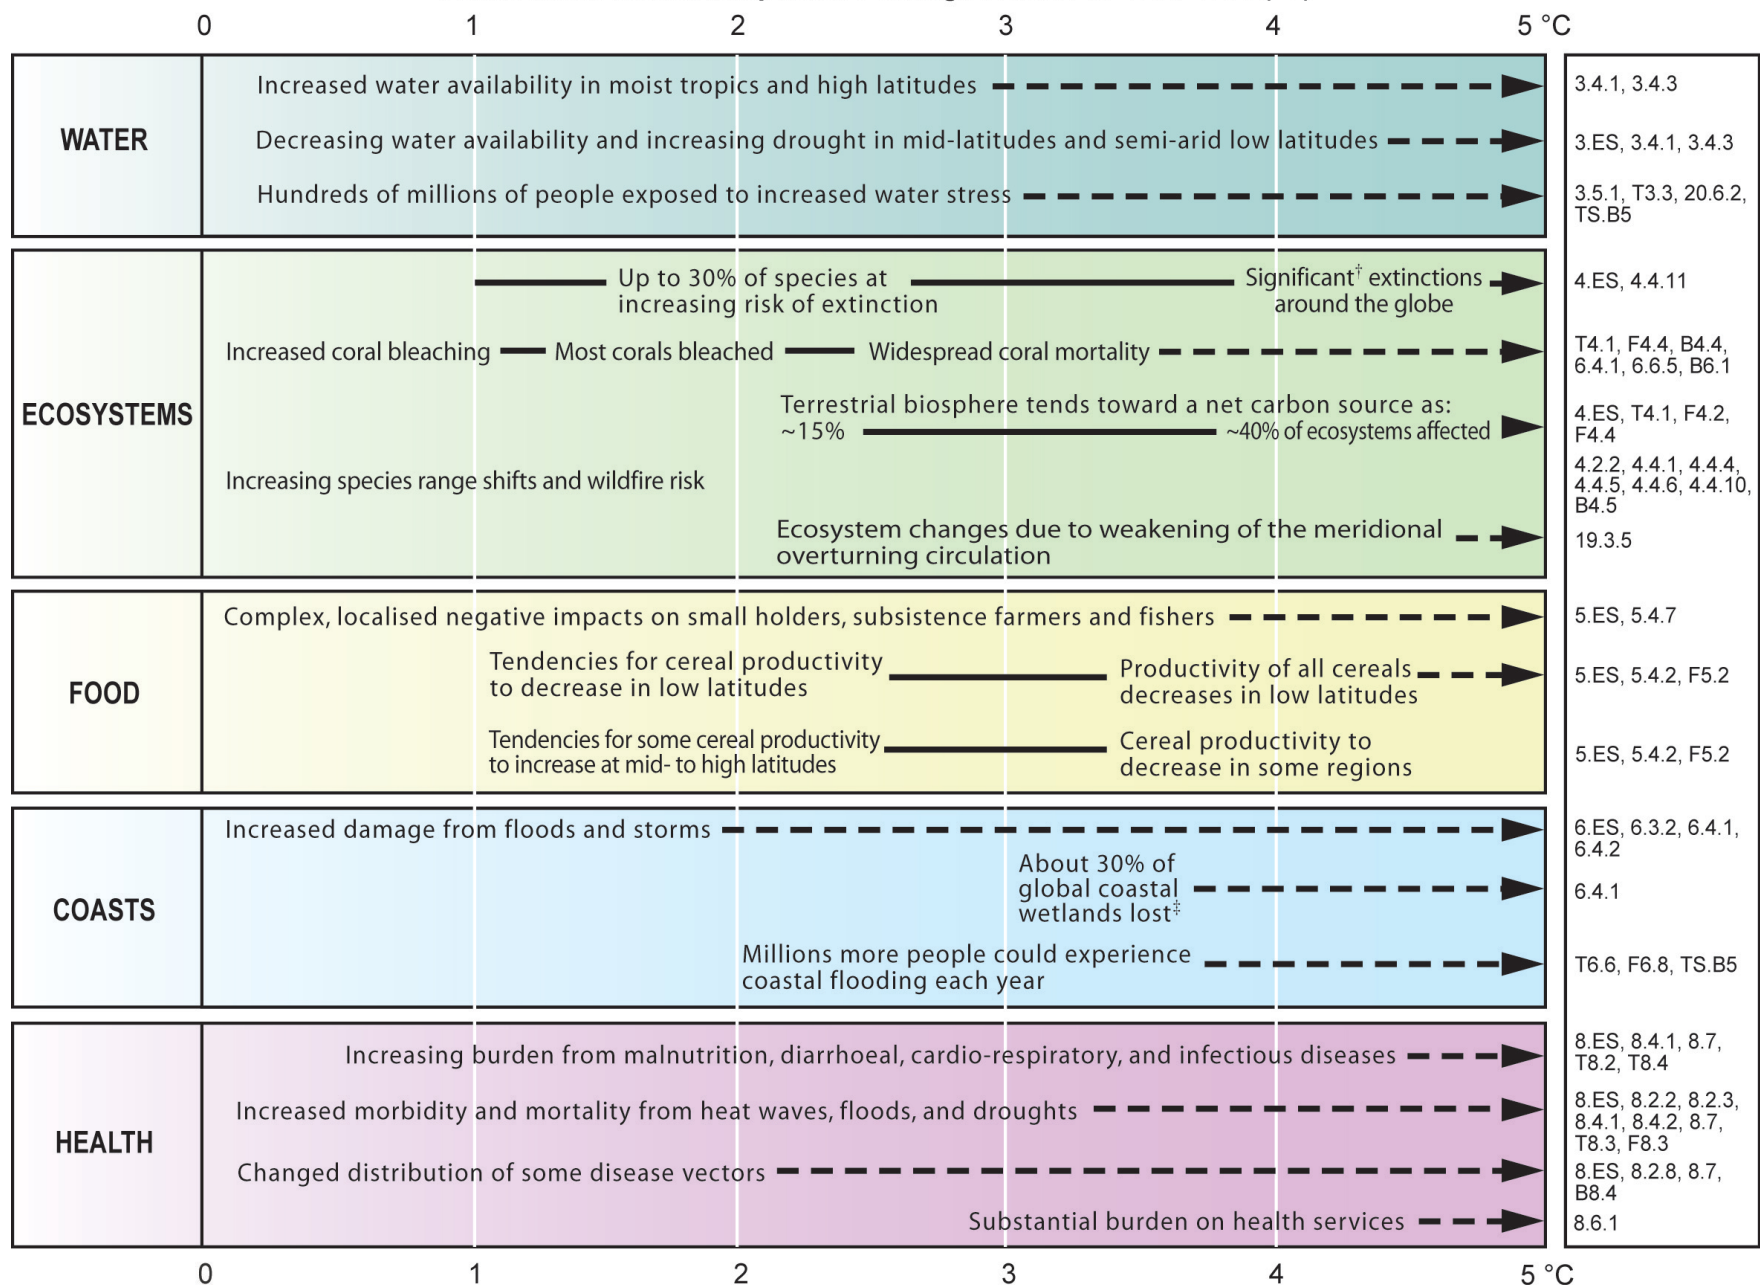 0 1 2 3 4 5 °C
WATER
Increased water availability in moist tropics and high latitudes
3.4.1, 3.4.3
Decreasing water availability and increasing drought in mid-latitudes and semi-arid low latitudes
3.ES, 3.4.1, 3.4.3
Hundreds of millions of people exposed to increased water stress
3.5.1, T3.3, 20.6.2,
TS.B5
ECOSYSTEMS
Up to 30% of species at
increasing risk of extinction
Significant† extinctions
around the globe
4.ES, 4.4.11
Increased coral bleaching Most corals bleached Widespread coral mortality
T4.1, F4.4, B4.4,
6.4.1, 6.6.5, B6.1
Terrestrial biosphere tends toward a net carbon source as:
~15% ~40% of ecosystems affected
4.ES, T4.1, F4.2,
F4.4
Increasing species range shifts and wildfire risk
4.2.2, 4.4.1, 4.4.4,
4.4.5, 4.4.6, 4.4.10,
B4.5
Ecosystem changes due to weakening of the meridional
overturning circulation
19.3.5
FOOD
Complex, localised negative impacts on small holders, subsistence farmers and fishers
5.ES, 5.4.7
Tendencies for cereal productivity
to decrease in low latitudes
Productivity of all cereals
decreases in low latitudes
5.ES, 5.4.2, F5.2
Tendencies for some cereal productivity
to increase at mid- to high latitudes
Cereal productivity to
decrease in some regions
5.ES, 5.4.2, F5.2
COASTS
Increased damage from floods and storms
6.ES, 6.3.2, 6.4.1,
6.4.2
About 30% of
global coastal
wetlands lost‡
6.4.1
Millions more people could experience
coastal flooding each year
T6.6, F6.8, TS.B5
HEALTH
Increasing burden from malnutrition, diarrhoeal, cardio-respiratory, and infectious diseases
8.ES, 8.4.1, 8.7,
T8.2, T8.4
Increased morbidity and mortality from heat waves, floods, and droughts
8.ES, 8.2.2, 8.2.3,
8.4.1, 8.4.2, 8.7,
T8.3, F8.3
Changed distribution of some disease vectors
8.ES, 8.2.8, 8.7,
B8.4
Substantial burden on health services
8.6.1
0 1 2 3 4 5 °C